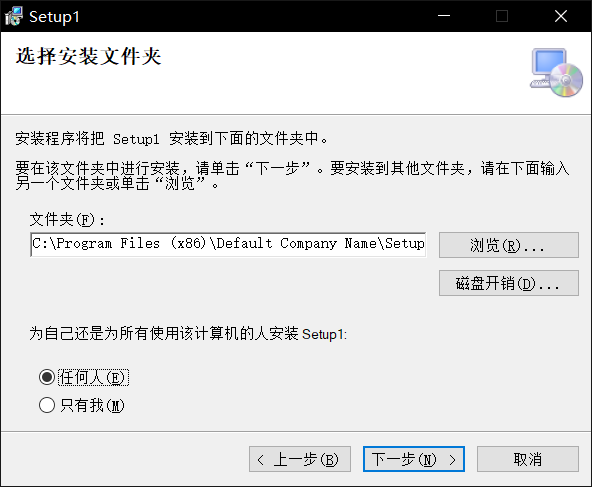 Setup1
选择安装文件夹
安装程序将把 Setup1 安装到下面的文件夹中。
要在该文件夹中进行安装，请单击“下一步”。要安装到其他文件夹，请在下面输入
另一个文件夹或单击“浏览”。
文件夹(F)：
C:\Program Files (x86)\Default Company Name\Setup
浏览(R)...
磁盘开销(D)...
为自己还是为所有使用该计算机的人安装 Setup1:
任何人(E)
只有我(M)
< 上一步(B)
下一步(N) >
取消